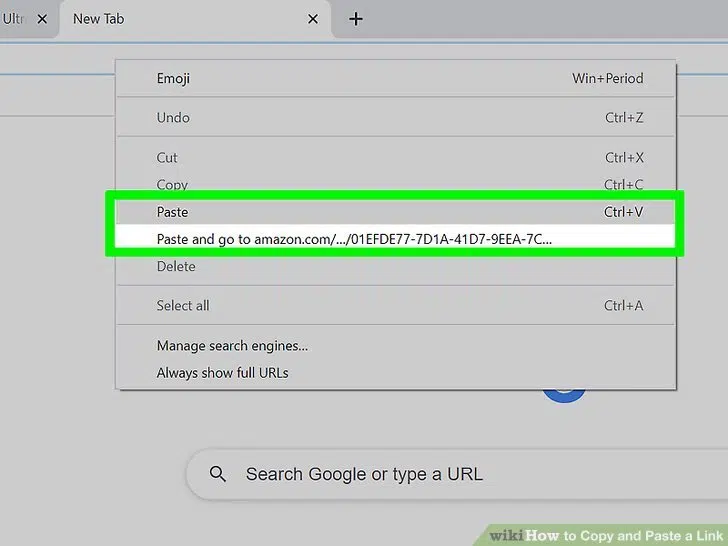 Ultr
New Tab
Emoji Win+Period
Undo Ctrl+Z
Cut Ctrl+X
Copy Ctrl+C
Paste Ctrl+V
Paste and go to amazon.com/.../01EFDE77-7D1A-41D7-9EEA-7C...
Delete
Select all Ctrl+A
Manage search engines...
Always show full URLs
Search Google or type a URL
wikiHow to Copy and Paste a Link